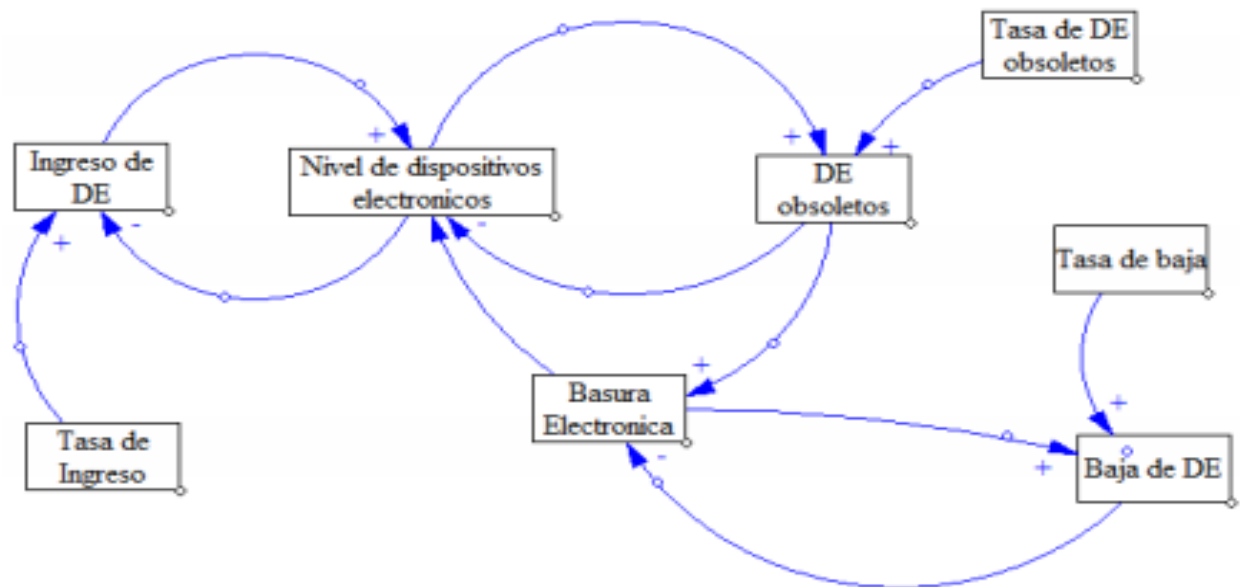 Tasa de DE
obsoletos
+
+
+
Ingreso de
DE
Nivel de dispositivos
electronicos
DE
obsoletos
-
+
-
Tasa de baja
+
Basura
Electronica
+
Tasa de
Ingreso
-
+
Baja de DE